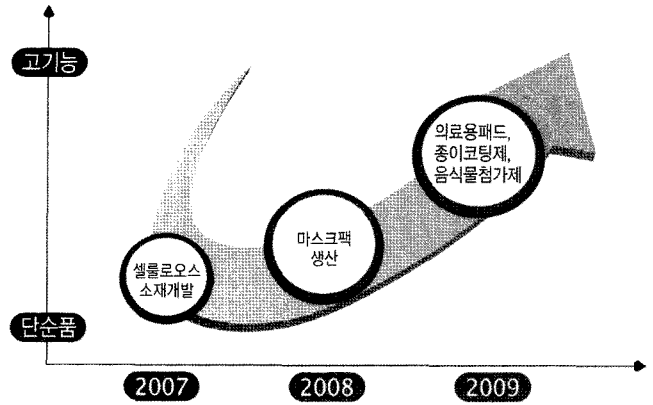 고기능
의료용패드,
종이코팅제,
음식물첨가제
마스크팩
생산
셀룰로오스
소재개발
단순품
2007
2008
2009